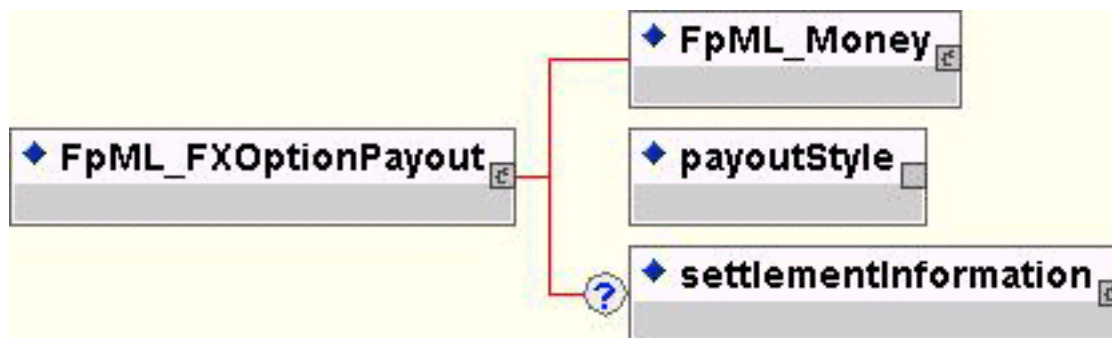 FpML_Money
FpML_FXOptionPayout
payoutStyle
?
settlementInformation